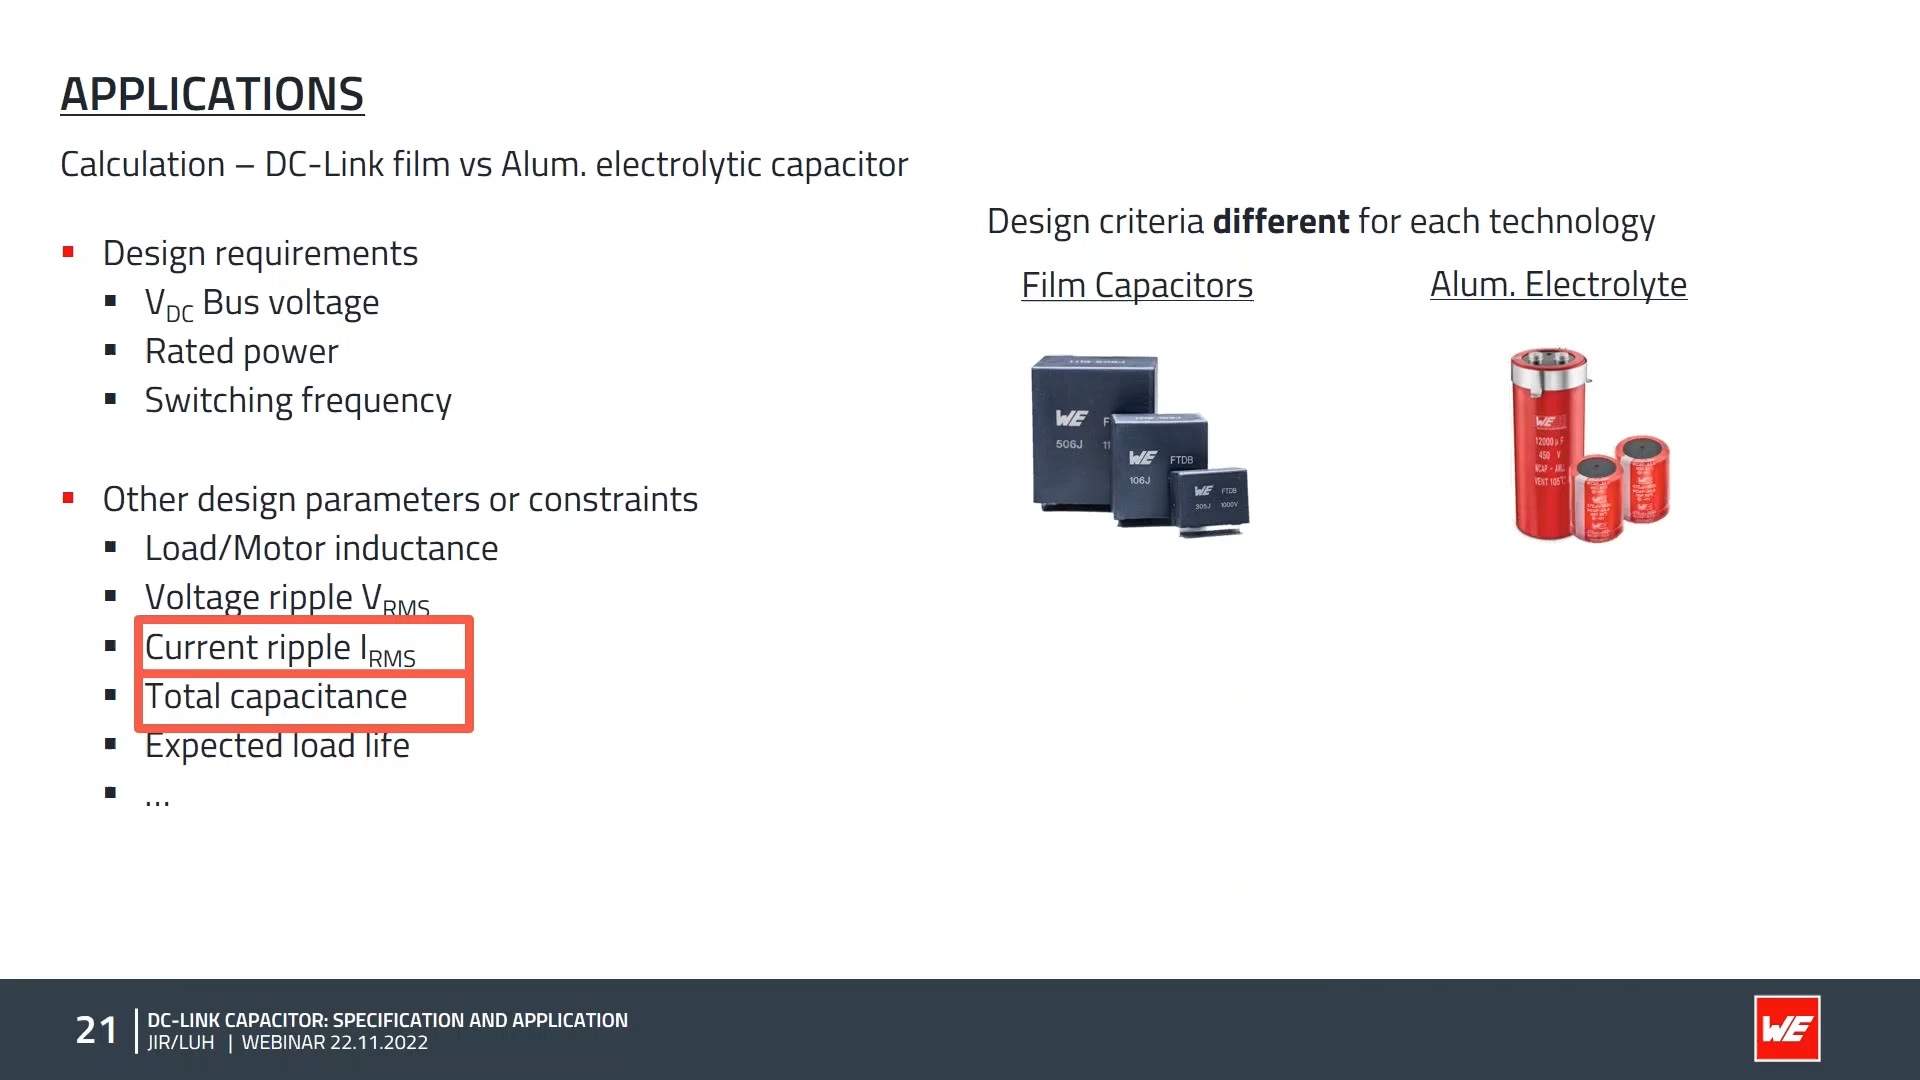 APPLICATIONS
Calculation – DC-Link film vs Alum. electrolytic capacitor
Design requirements
VDC Bus voltage
Rated power
Switching frequency
Other design parameters or constraints
Load/Motor inductance
Voltage ripple VRMS
Current ripple IRMS
Total capacitance
Expected load life
...
Design criteria different for each technology
Film Capacitors
Alum. Electrolyte
WE
506J
WE FTDB
106J
WE FTDB
305J 1000V
WE
12000µF
450 V
VENT 105°C
21
DC-LINK CAPACITOR: SPECIFICATION AND APPLICATION
JIR/LUH | WEBINAR 22.11.2022
WE